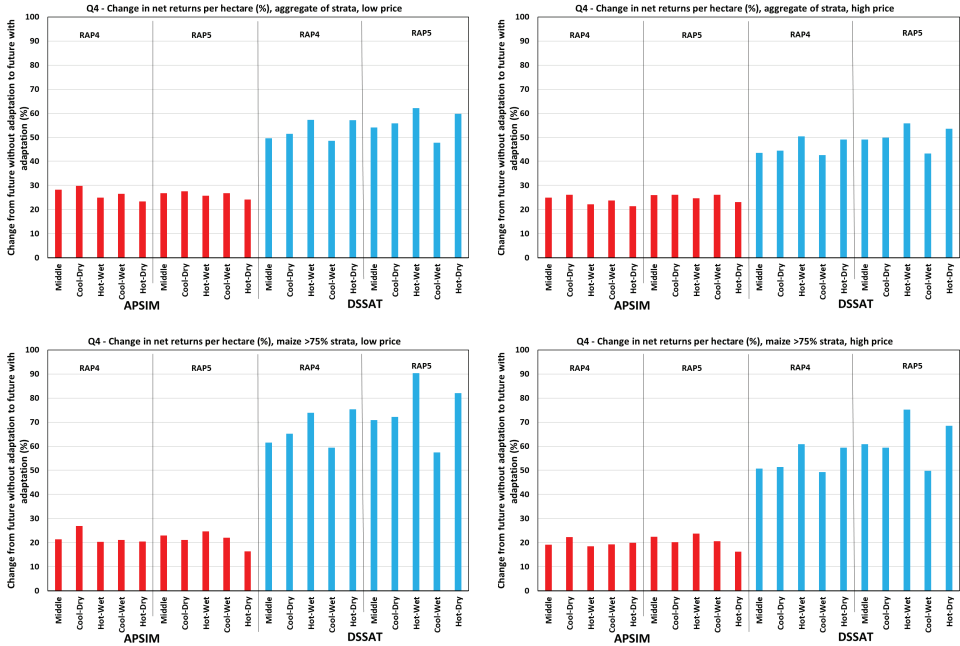 Q4 - Change in net returns per hectare (%), aggregate of strata, low price
Change from future without adaptation to future with
adaptation (%)
100
90
80
70
60
50
40
30
20
10
0
RAP4
RAP5
RAP4
RAP5
Middle
Cool-Dry
Hot-Wet
Cool-Wet
Hot-Dry
Middle
Cool-Dry
Hot-Wet
Cool-Wet
Hot-Dry
Middle
Cool-Dry
Hot-Wet
Cool-Wet
Hot-Dry
Middle
Cool-Dry
Hot-Wet
Cool-Wet
Hot-Dry
APSIM
DSSAT
Q4 - Change in net returns per hectare (%), aggregate of strata, high price
Change from future without adaptation to future with
adaptation (%)
100
90
80
70
60
50
40
30
20
10
0
RAP4
RAP5
RAP4
RAP5
Middle
Cool-Dry
Hot-Wet
Cool-Wet
Hot-Dry
Middle
Cool-Dry
Hot-Wet
Cool-Wet
Hot-Dry
Middle
Cool-Dry
Hot-Wet
Cool-Wet
Hot-Dry
Middle
Cool-Dry
Hot-Wet
Cool-Wet
Hot-Dry
APSIM
DSSAT
Q4 - Change in net returns per hectare (%), maize >75% strata, low price
Change from future without adaptation to future with
adaptation (%)
100
90
80
70
60
50
40
30
20
10
0
RAP4
RAP5
RAP4
RAP5
Middle
Cool-Dry
Hot-Wet
Cool-Wet
Hot-Dry
Middle
Cool-Dry
Hot-Wet
Cool-Wet
Hot-Dry
Middle
Cool-Dry
Hot-Wet
Cool-Wet
Hot-Dry
Middle
Cool-Dry
Hot-Wet
Cool-Wet
Hot-Dry
APSIM
DSSAT
Q4 - Change in net returns per hectare (%), maize >75% strata, high price
Change from future without adaptation to future with
adaptation (%)
100
90
80
70
60
50
40
30
20
10
0
RAP4
RAP5
RAP4
RAP5
Middle
Cool-Dry
Hot-Wet
Cool-Wet
Hot-Dry
Middle
Cool-Dry
Hot-Wet
Cool-Wet
Hot-Dry
Middle
Cool-Dry
Hot-Wet
Cool-Wet
Hot-Dry
Middle
Cool-Dry
Hot-Wet
Cool-Wet
Hot-Dry
APSIM
DSSAT